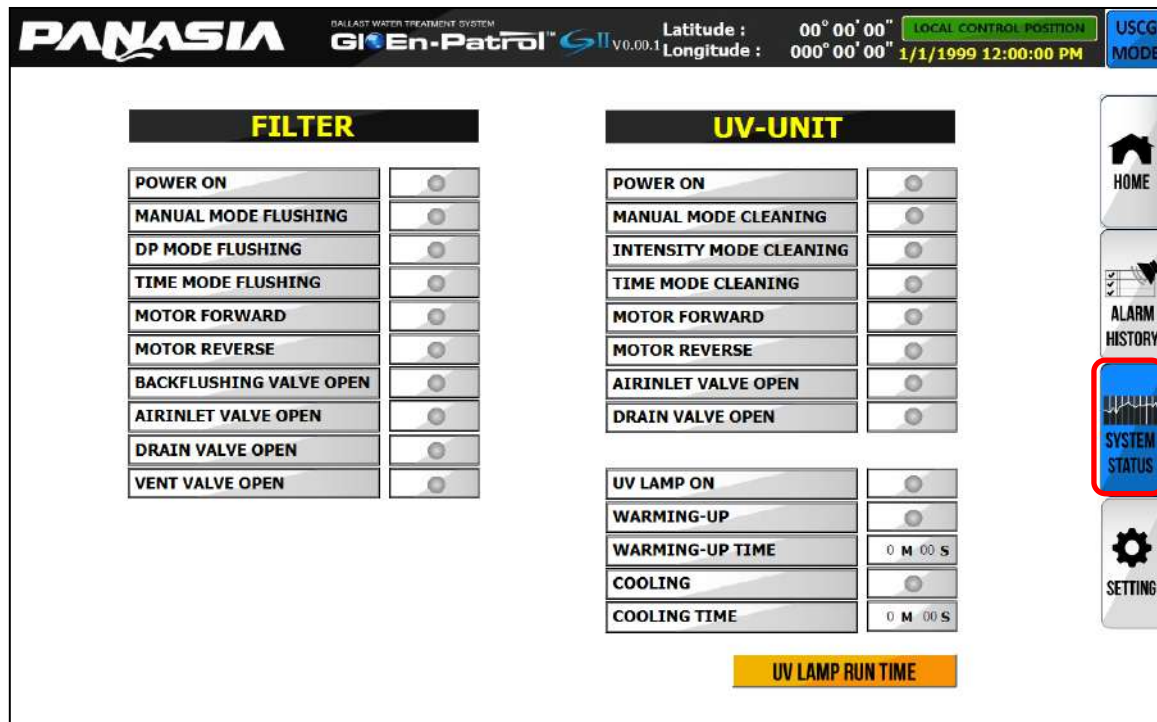 PANASIA
BALLAST WATER TREATMENT SYSTEM
GloEn-Patrol™ SII V0.00.1
Latitude : 00° 00' 00"
Longitude : 000° 00' 00"
LOCAL CONTROL POSITION
1/1/1999 12:00:00 PM
USCG
MODE
FILTER
POWER ON
MANUAL MODE FLUSHING
DP MODE FLUSHING
TIME MODE FLUSHING
MOTOR FORWARD
MOTOR REVERSE
BACKFLUSHING VALVE OPEN
AIRINLET VALVE OPEN
DRAIN VALVE OPEN
VENT VALVE OPEN
UV-UNIT
POWER ON
MANUAL MODE CLEANING
INTENSITY MODE CLEANING
TIME MODE CLEANING
MOTOR FORWARD
MOTOR REVERSE
AIRINLET VALVE OPEN
DRAIN VALVE OPEN
UV LAMP ON
WARMING-UP
WARMING-UP TIME 0 M 00 S
COOLING
COOLING TIME 0 M 00 S
UV LAMP RUN TIME
HOME
ALARM
HISTORY
SYSTEM
STATUS
SETTING